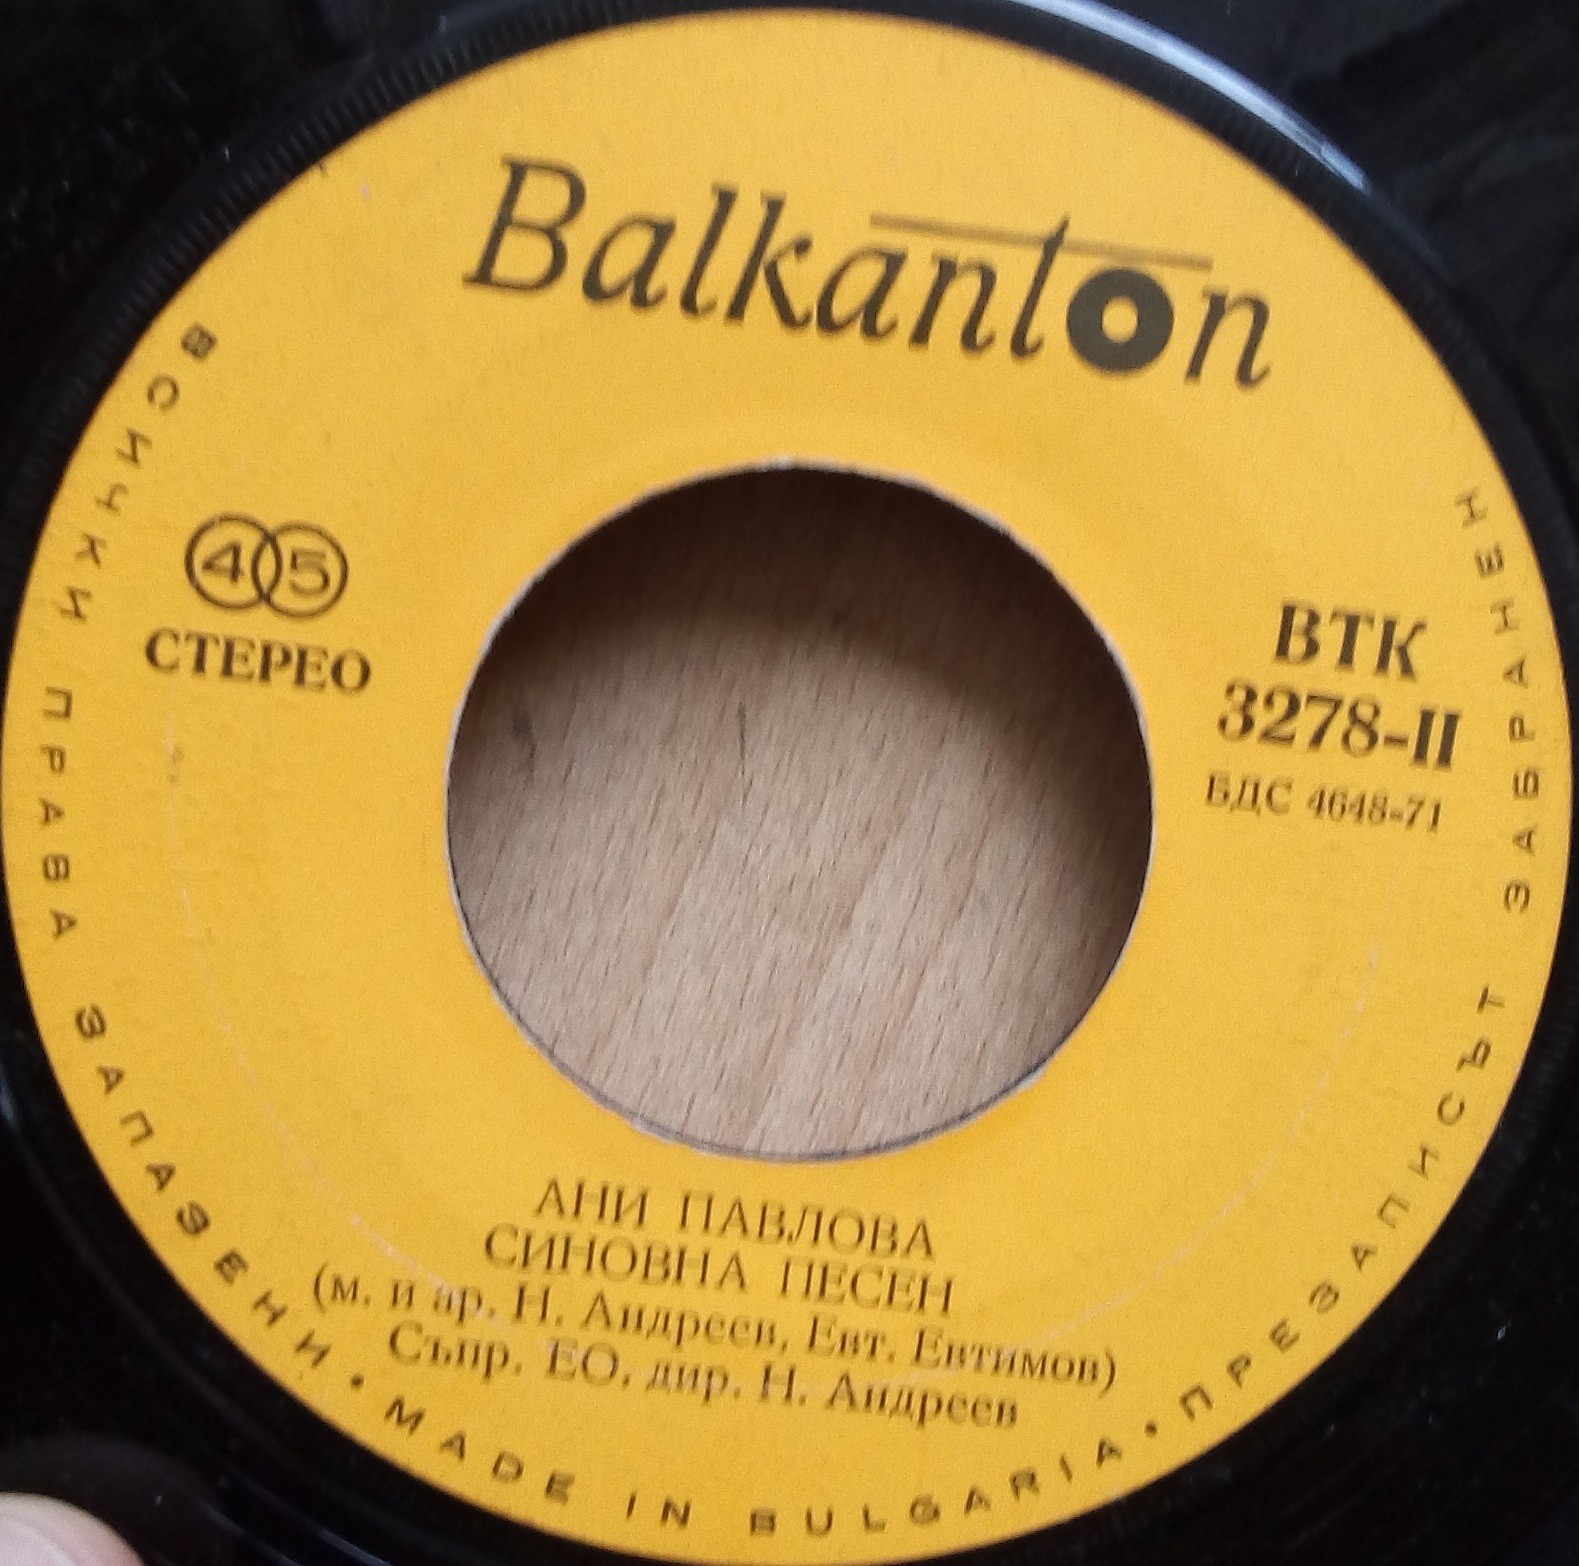 Balkanton
45
СТЕРЕО
ВТК
3278-II
БДС 4648-71
АНИ ПАВЛОВА
СИНОВНА ПЕСЕН
(м. и ар. Н. Андреев, Евт. Евтимов)
Съпр. ЕО, дир. Н. Андреев
ВСИЧКИ ПРАВА ЗАПАЗЕНИ • MADE IN BULGARIA • ПРЕЗАПИСЪТ ЗАБРАНЕН